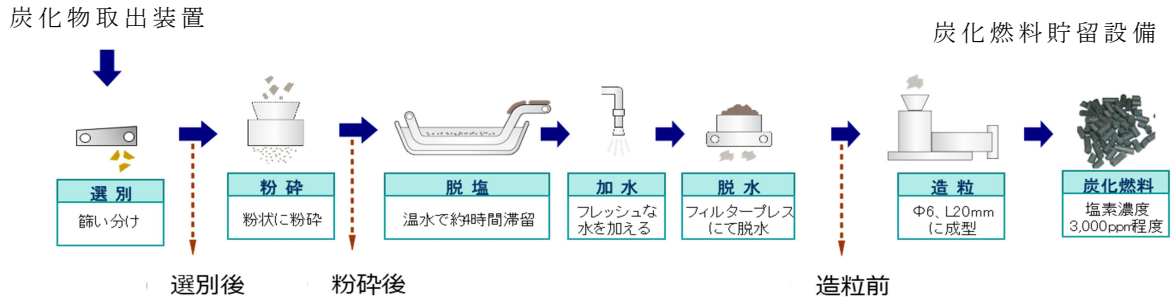 炭化物取出装置
炭化燃料貯留設備
選別
篩い分け
粉砕
粉状に粉砕
脱塩
温水で約4時間滞留
加水
フレッシュな
水を加える
脱水
フィルタープレス
にて脱水
造粒
Φ6、L20mm
に成型
炭化燃料
塩素濃度
3,000ppm程度
選別後
粉砕後
造粒前